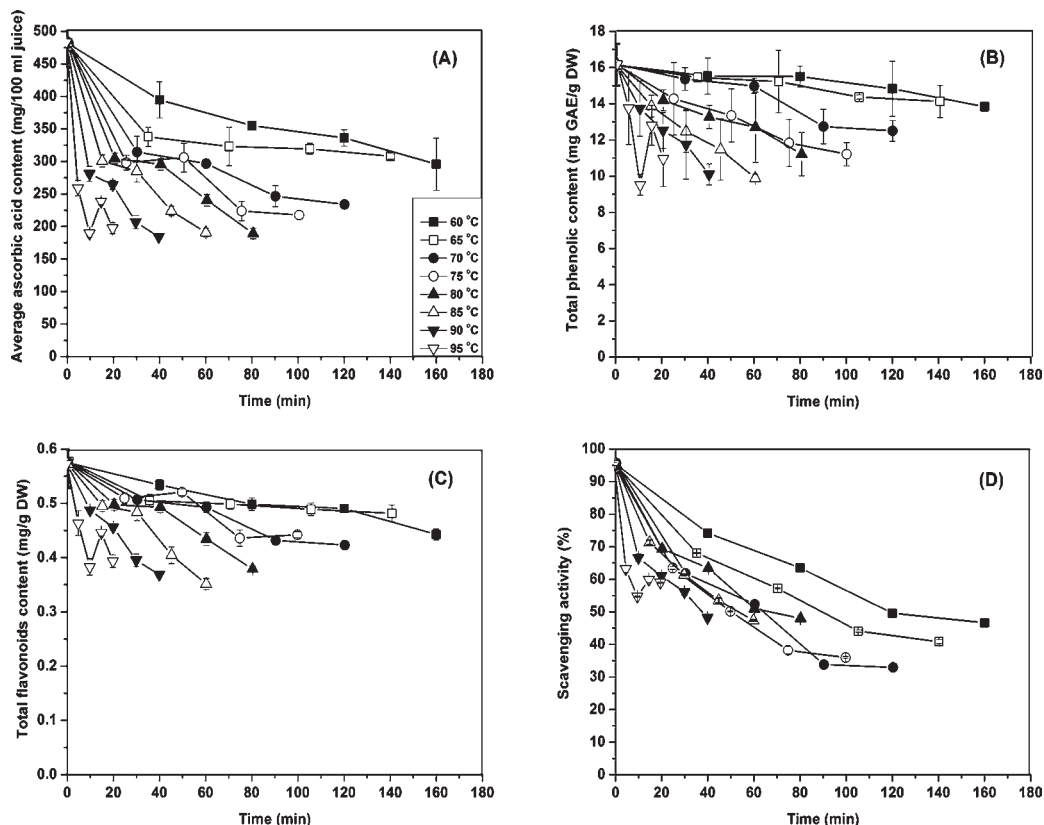 (A)
Average ascorbic acid content (mg/100 ml juice)
500
450
400
350
300
250
200
150
100
50
0
0 20 40 60 80 100 120 140 160 180
Time (min)
60 °C
65 °C
70 °C
75 °C
80 °C
85 °C
90 °C
95 °C
(B)
Total phenolic content (mg GAE/g DW)
18
16
14
12
10
8
6
4
2
0
0 20 40 60 80 100 120 140 160 180
Time (min)
(C)
Total flavonoids content (mg/g DW)
0.6
0.5
0.4
0.3
0.2
0.1
0.0
0 20 40 60 80 100 120 140 160 180
Time (min)
(D)
Scavenging activity (%)
100
90
80
70
60
50
40
30
20
10
0
0 20 40 60 80 100 120 140 160 180
Time (min)